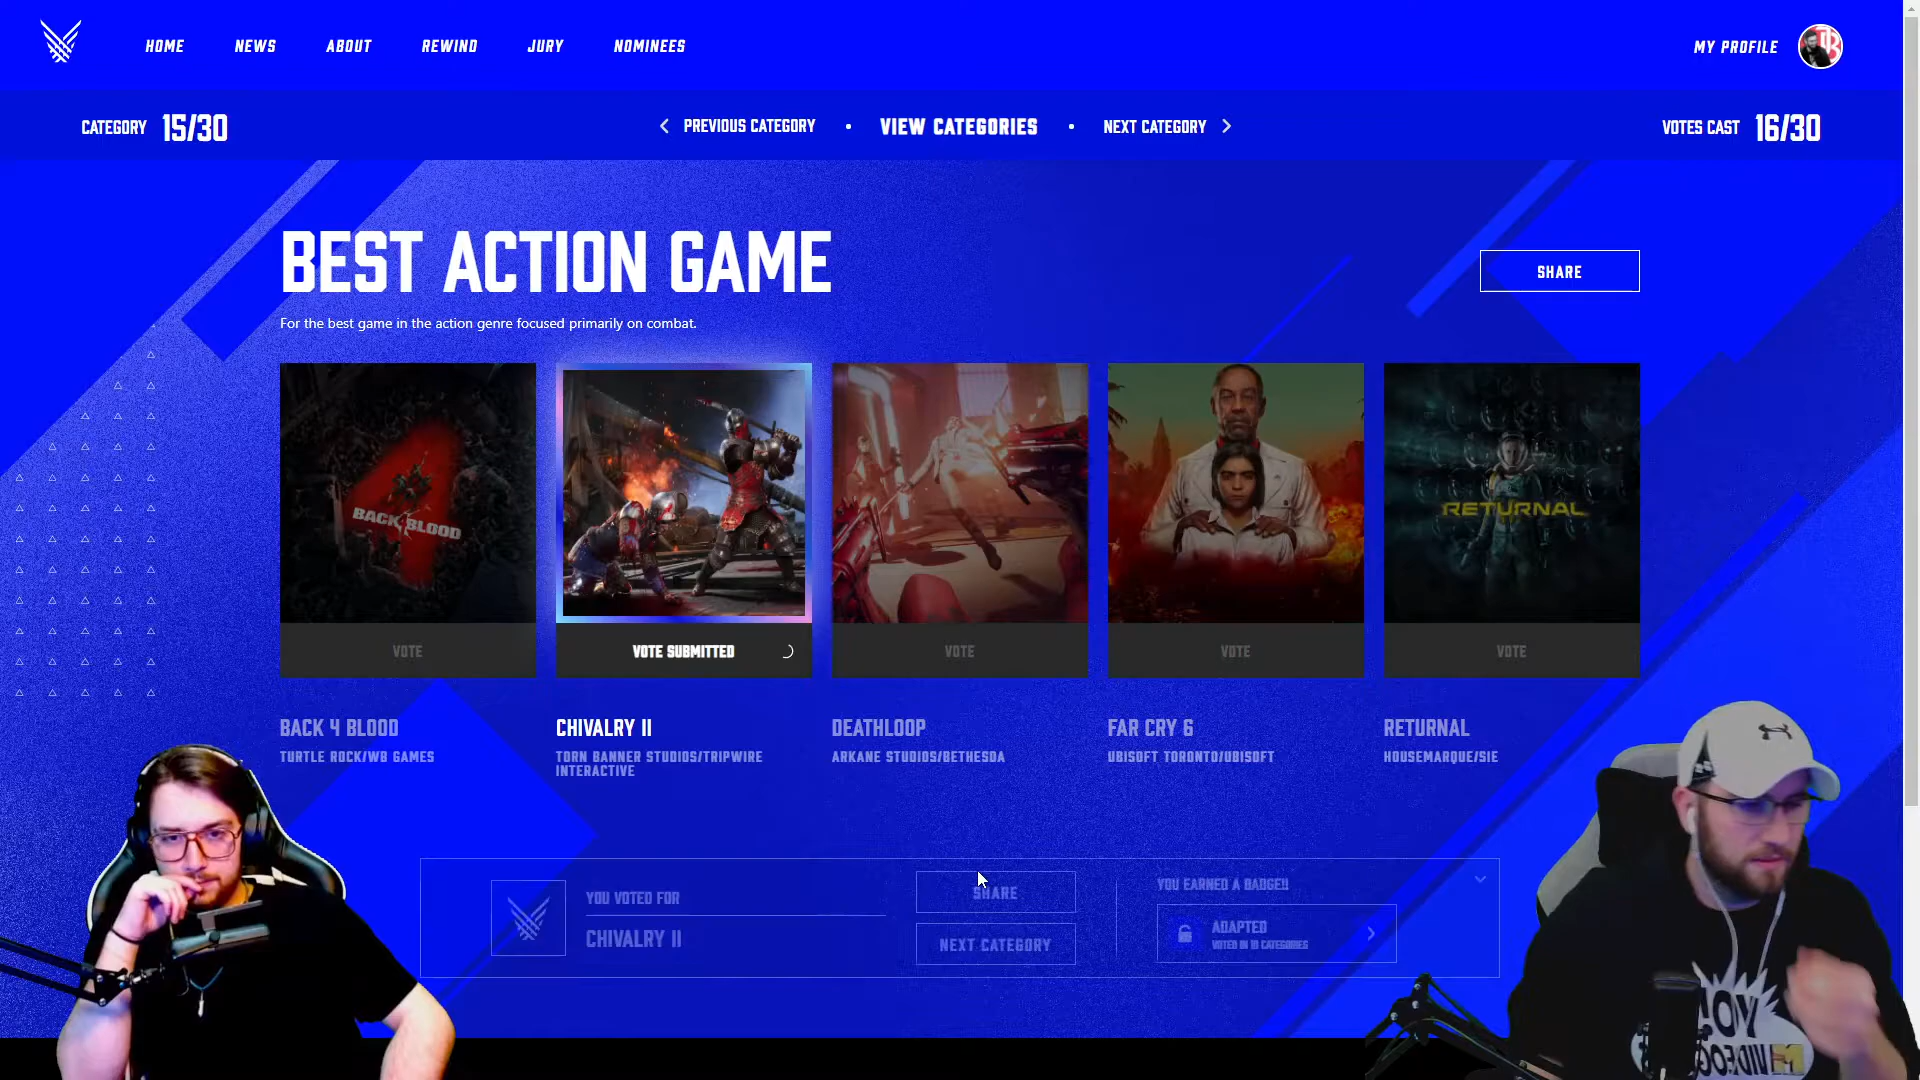 HOME NEWS ABOUT REWIND JURY NOMINEES MY PROFILE
CATEGORY 15/30 PREVIOUS CATEGORY • VIEW CATEGORIES • NEXT CATEGORY VOTES CAST 16/30
BEST ACTION GAME
SHARE
For the best game in the action genre focused primarily on combat.
BACK 4 BLOOD
RETURNAL
VOTE VOTE SUBMITTED VOTE VOTE VOTE
BACK 4 BLOOD CHIVALRY II DEATHLOOP FAR CRY 6 RETURNAL
TURTLE ROCK/WB GAMES TORN BANNER STUDIOS/TRIPWIRE ARKANE STUDIOS/BETHESDA UBISOFT TORONTO/UBISOFT HOUSEMARQUE/SIE
INTERACTIVE
YOU VOTED FOR
CHIVALRY II
SHARE
NEXT CATEGORY
YOU EARNED A BADGE!!
ADAPTED
VOTED IN 10 CATEGORIES